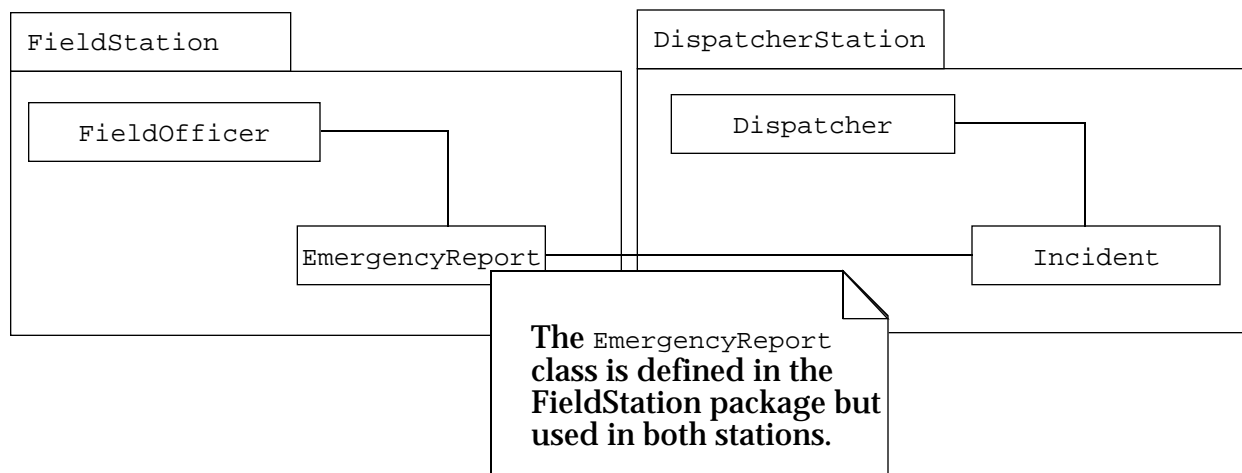 FieldStation
DispatcherStation
FieldOfficer
Dispatcher
EmergencyReport
Incident
The EmergencyReport
class is defined in the
FieldStation package but
used in both stations.